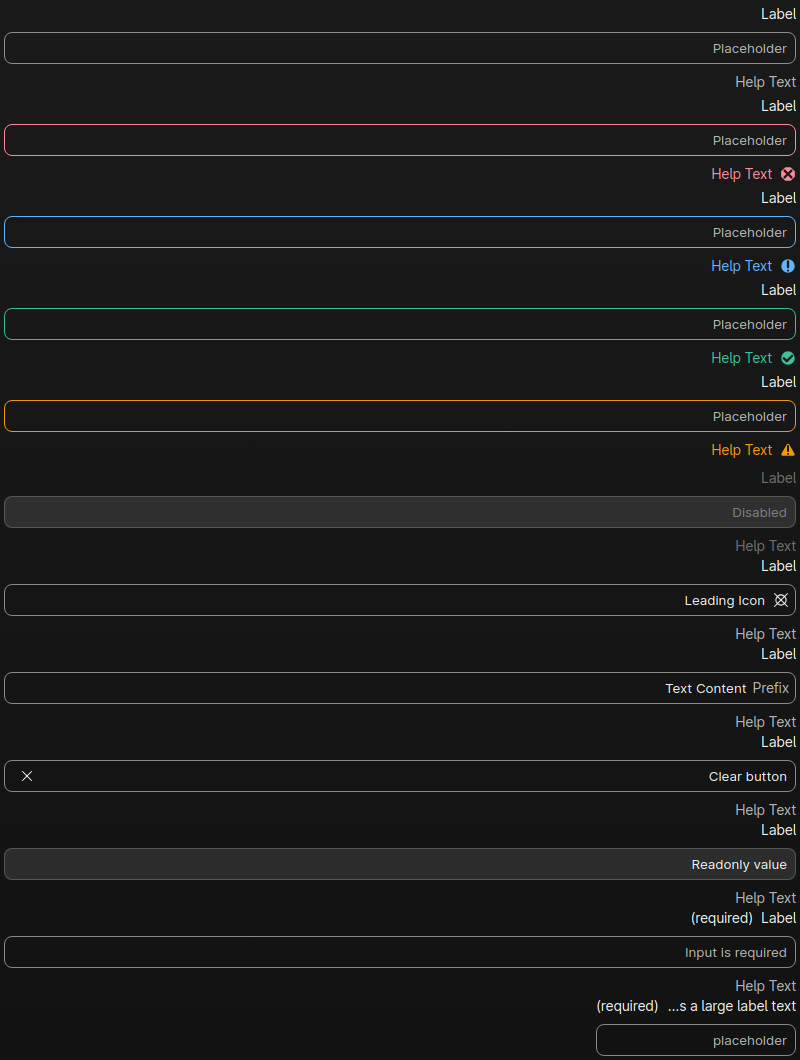 Label
Placeholder
Help Text
Label
Placeholder
Help Text
Label
Placeholder
Help Text
Label
Placeholder
Help Text
Label
Placeholder
Help Text
Label
Disabled
Help Text
Label
Leading Icon
Help Text
Label
Text Content Prefix
Help Text
Label
Clear button
Help Text
Label
Readonly value
Help Text
(required) Label
Input is required
Help Text
(required) ...s a large label text
placeholder